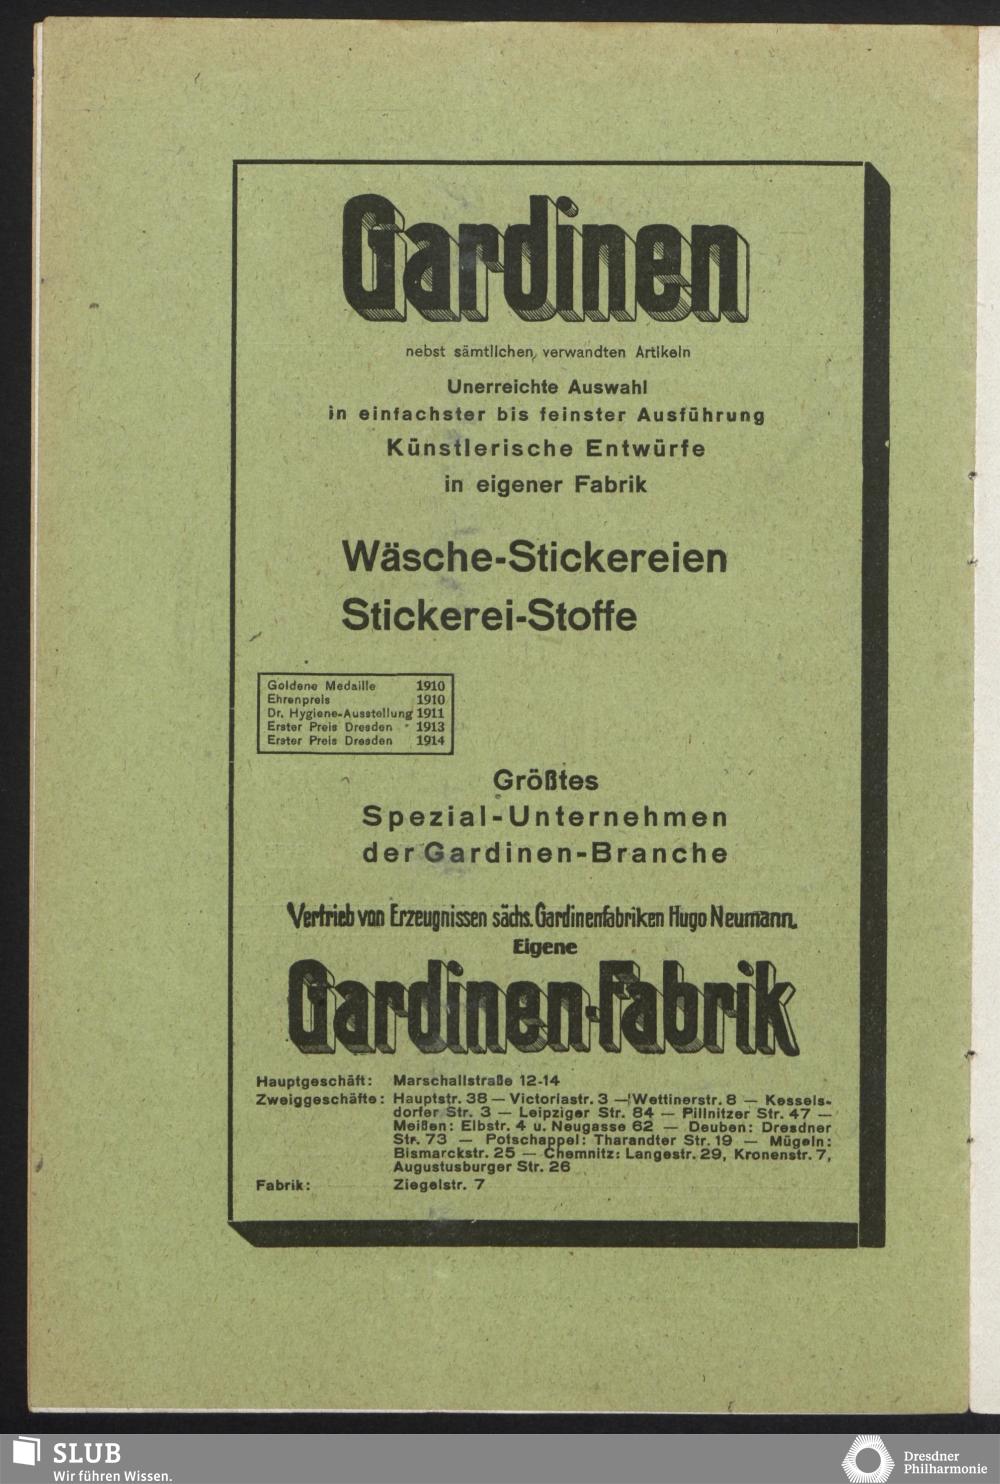 Gardinen
nebst sämtlichen, verwandten Artikeln
Unerreichte Auswahl
in einfachster bis feinster Ausführung
Künstlerische Entwürfe
in eigener Fabrik
Wäsche-Stickereien
Stickerei-Stoffe
Goldene Medaille 1910
Ehrenpreis 1910
Dr. Hygiene-Ausstellung 1911
Erster Preis Dresden 1913
Erster Preis Dresden 1914
Größtes
Spezial-Unternehmen
der Gardinen-Branche
Vertrieb von Erzeugnissen sächs. Gardinenfabriken Hugo Neumann.
Eigene
Gardinen-Fabrik
Hauptgeschäft: Marschallstraße 12-14
Zweiggeschäfte: Hauptstr. 38 — Victoriastr. 3 — Wettinerstr. 8 — Kessels-
dorfer Str. 3 — Leipziger Str. 84 — Pillnitzer Str. 47 —
Meißen: Elbstr. 4 u. Neugasse 62 — Deuben: Dresdner
Str. 73 — Potschappel: Tharandter Str. 19 — Mügeln:
Bismarckstr. 25 — Chemnitz: Langestr. 29, Kronenstr. 7,
Augustusburger Str. 26
Fabrik: Ziegelstr. 7
SLUB
Wir führen Wissen.
Dresdner
Philharmonie